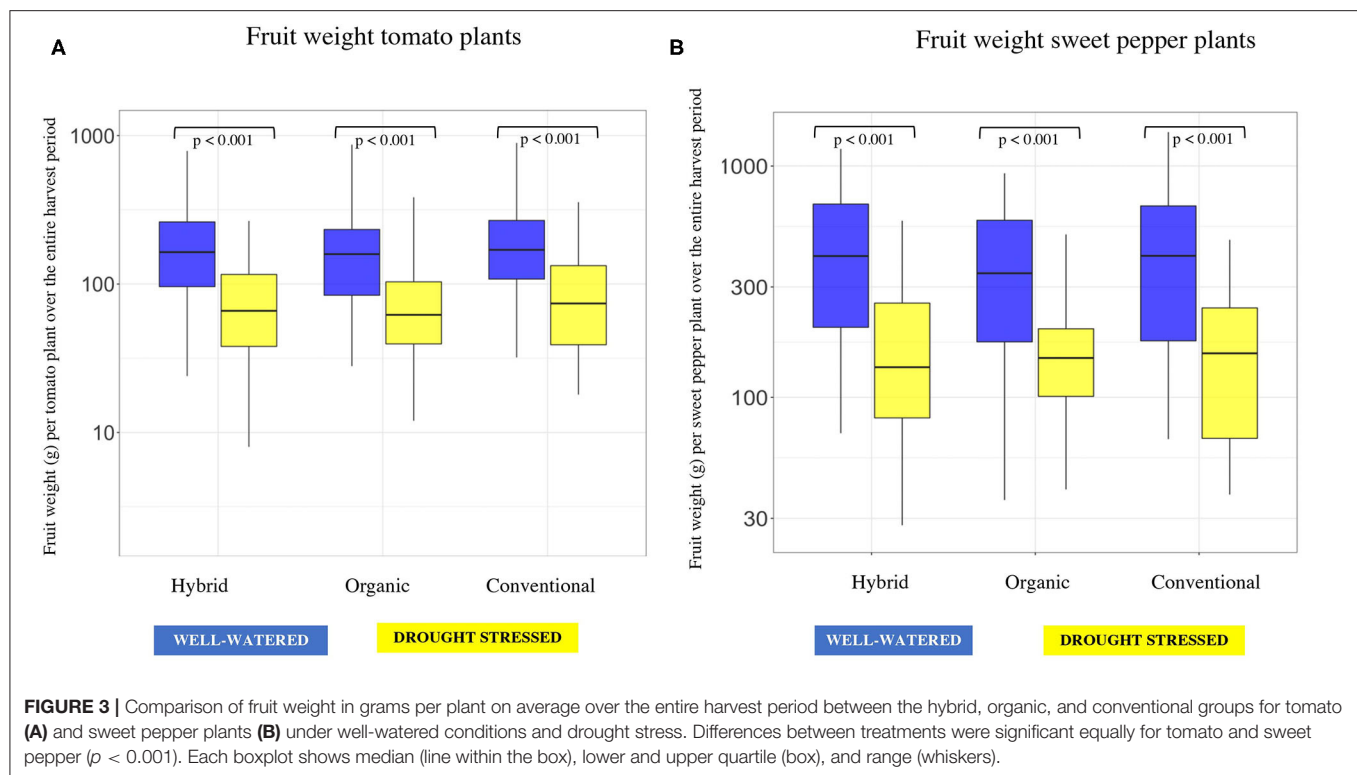 A
Fruit weight tomato plants
Fruit weight (g) per tomato plant over the entire harvest period
1000
100
10
p < 0.001
p < 0.001
p < 0.001
Hybrid
Organic
Conventional
WELL-WATERED
DROUGHT STRESSED
B
Fruit weight sweet pepper plants
Fruit weight (g) per sweet pepper plant over the entire harvest period
1000
300
100
30
p < 0.001
p < 0.001
p < 0.001
Hybrid
Organic
Conventional
WELL-WATERED
DROUGHT STRESSED
FIGURE 3 | Comparison of fruit weight in grams per plant on average over the entire harvest period between the hybrid, organic, and conventional groups for tomato
(A) and sweet pepper plants (B) under well-watered conditions and drought stress. Differences between treatments were significant equally for tomato and sweet
pepper (p < 0.001). Each boxplot shows median (line within the box), lower and upper quartile (box), and range (whiskers).